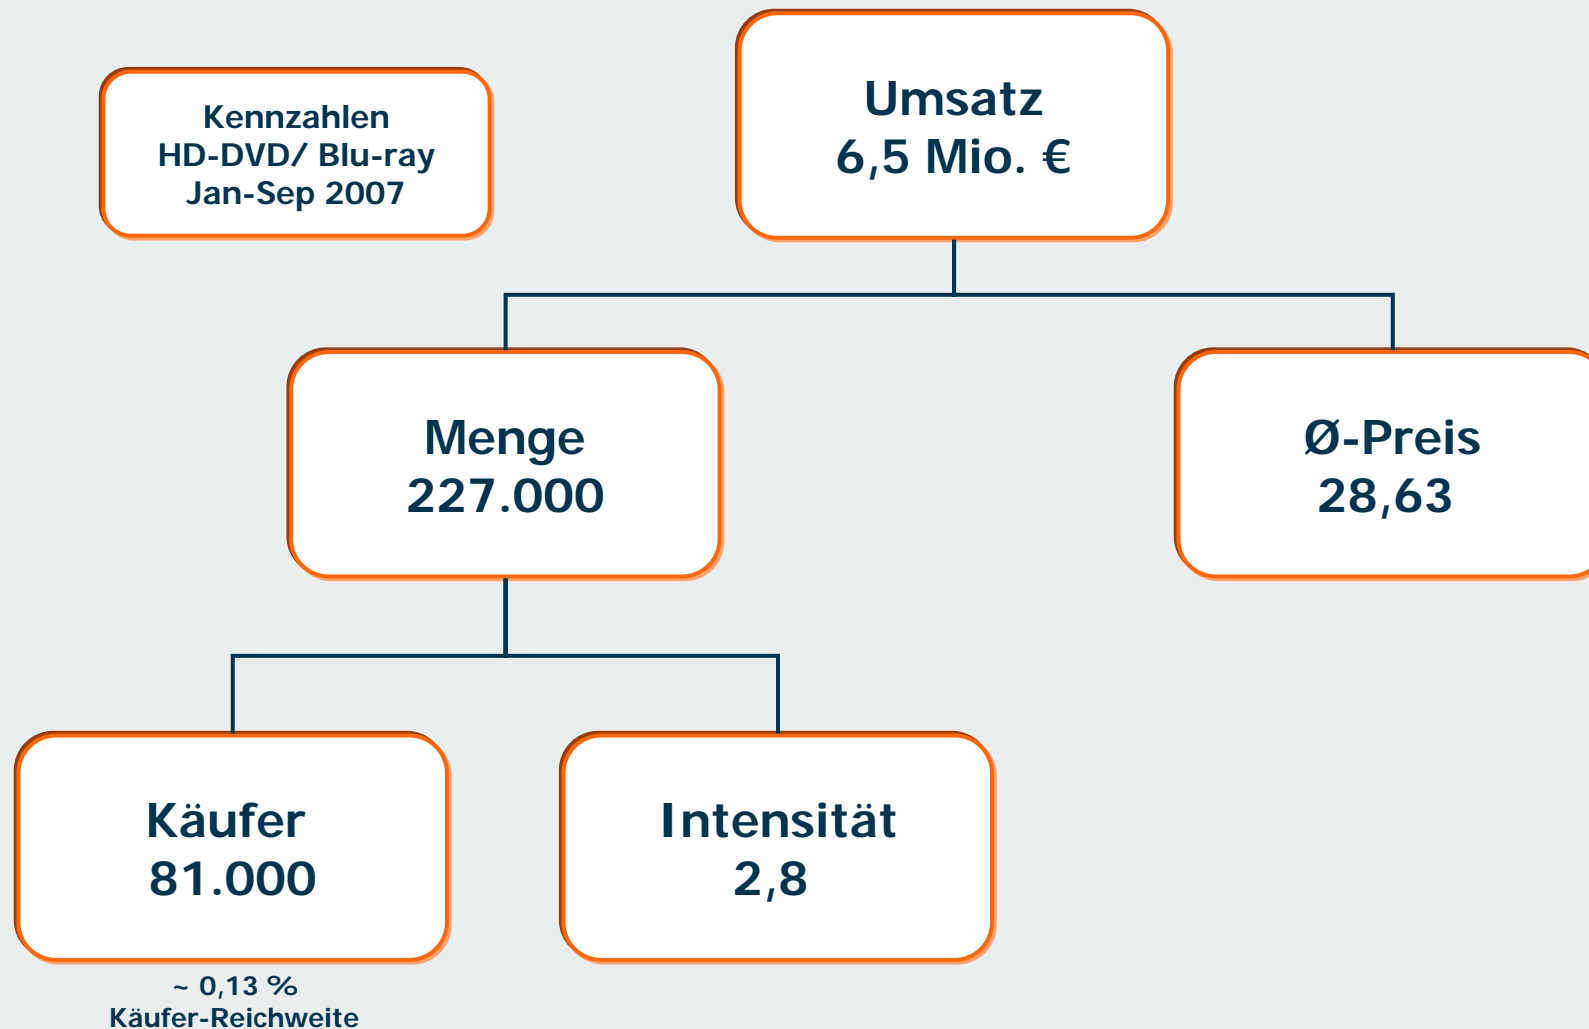 Kennzahlen
HD-DVD/ Blu-ray
Jan-Sep 2007
Umsatz
6,5 Mio. €
Menge
227.000
Ø-Preis
28,63
Käufer
81.000
Intensität
2,8
~ 0,13 %
Käufer-Reichweite